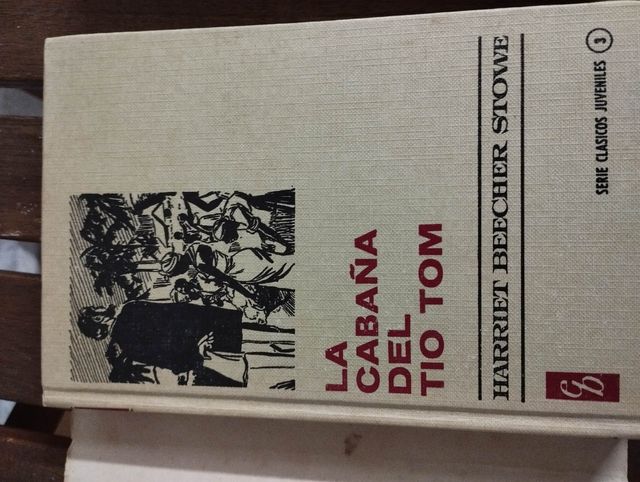 LA
CABAÑA
DEL
TIO TOM
HARRIET BEECHER STOWE
SERIE CLASICOS JUVENILES 3